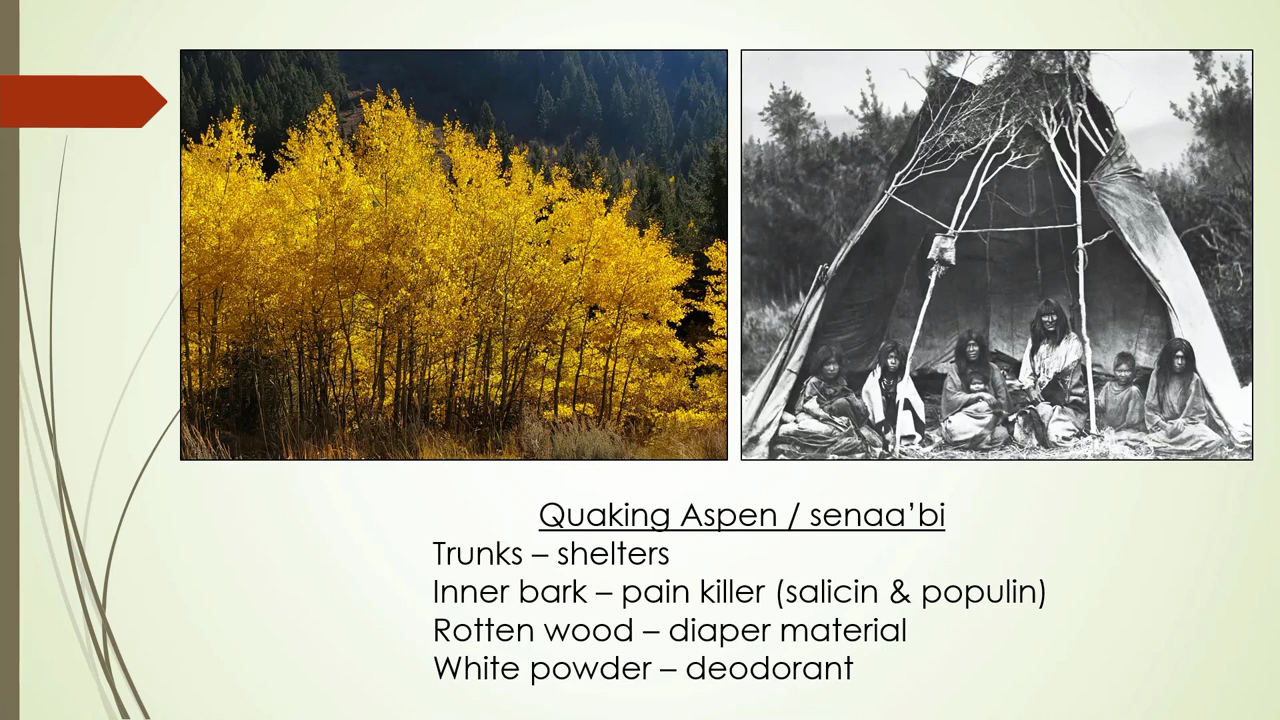 Quaking Aspen / senaa’bi
Trunks – shelters
Inner bark – pain killer (salicin & populin)
Rotten wood – diaper material
White powder – deodorant